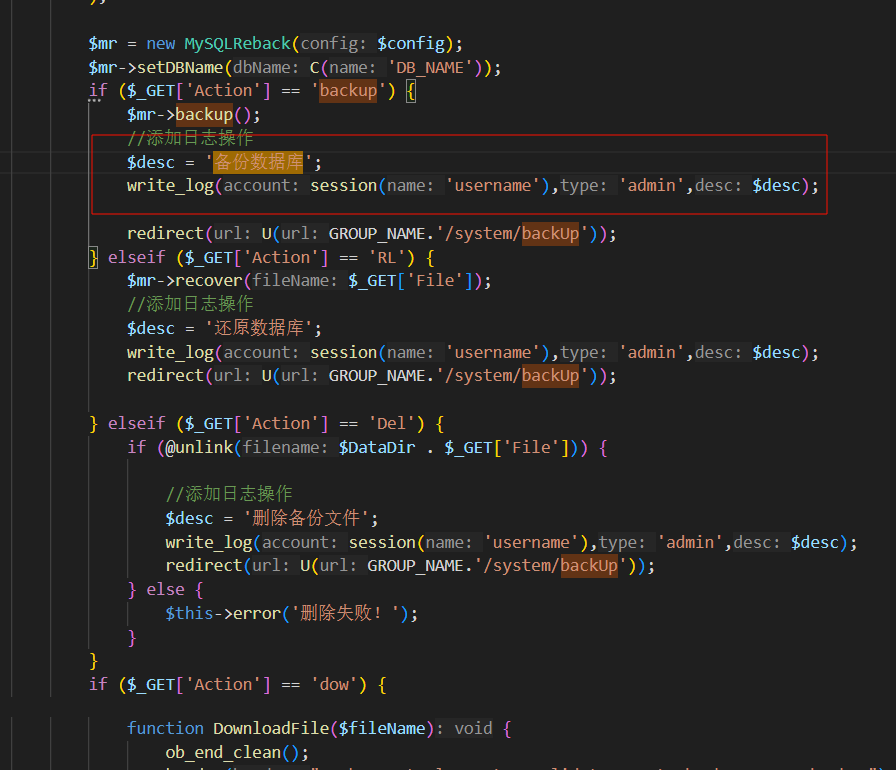 $mr = new MySQLReback(config: $config);
$mr->setDBName(dbName: C(name: 'DB_NAME'));
if ($_GET['Action'] == 'backup') {
$mr->backup();
//添加日志操作
$desc = '备份数据库';
write_log(account: session(name: 'username'),type: 'admin',desc: $desc);
redirect(url: U(url: GROUP_NAME.'/system/backUp'));
} elseif ($_GET['Action'] == 'RL') {
$mr->recover(fileName: $_GET['File']);
//添加日志操作
$desc = '还原数据库';
write_log(account: session(name: 'username'),type: 'admin',desc: $desc);
redirect(url: U(url: GROUP_NAME.'/system/backUp'));
} elseif ($_GET['Action'] == 'Del') {
if (@unlink(filename: $DataDir . $_GET['File'])) {
//添加日志操作
$desc = '删除备份文件';
write_log(account: session(name: 'username'),type: 'admin',desc: $desc);
redirect(url: U(url: GROUP_NAME.'/system/backUp'));
} else {
$this->error('删除失败！');
}
}
if ($_GET['Action'] == 'dow') {
function DownloadFile($fileName): void {
ob_end_clean();